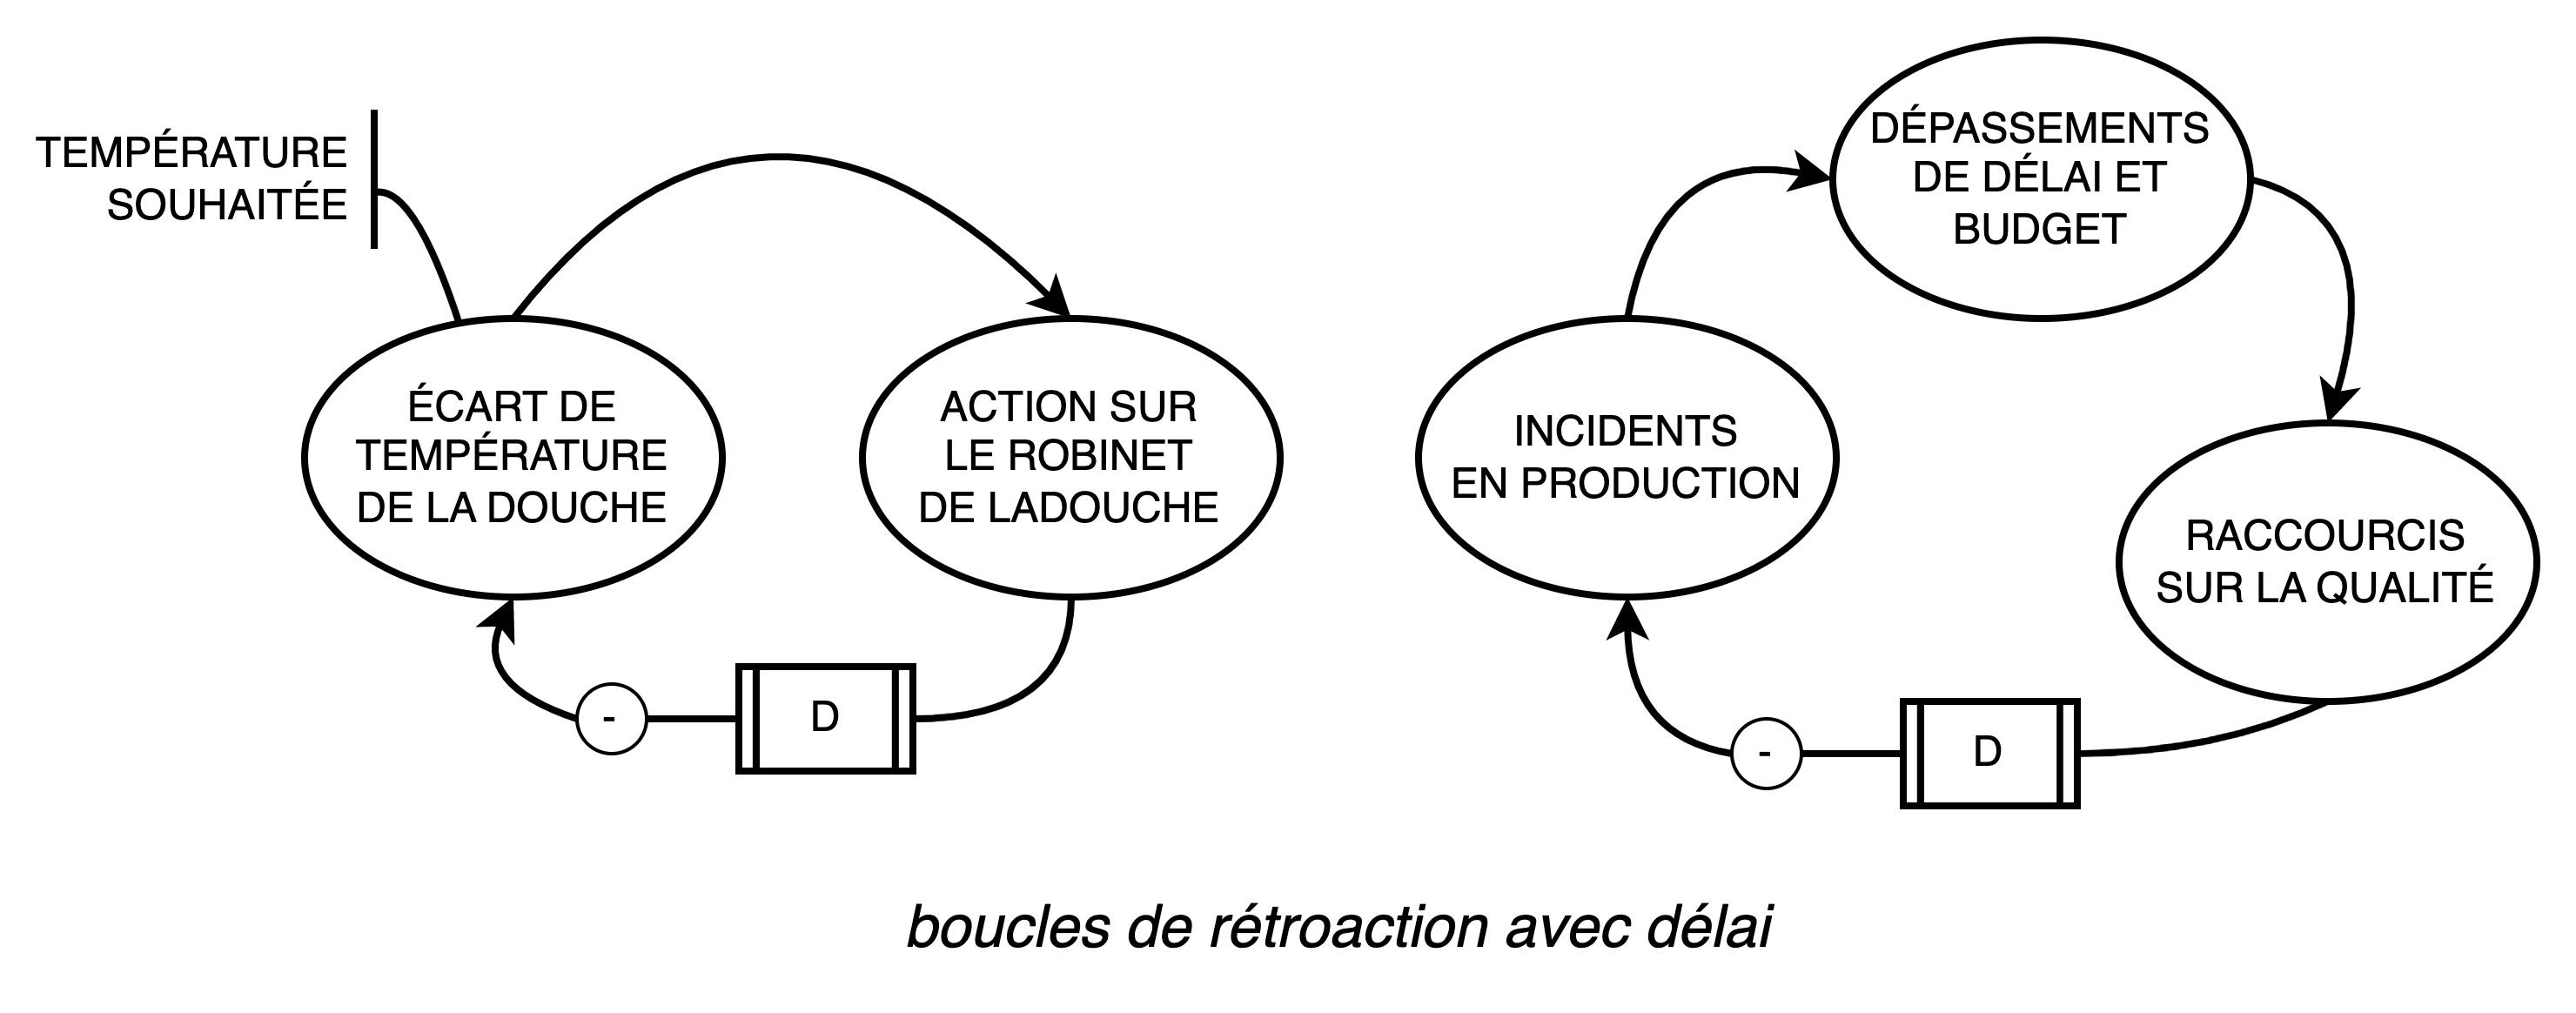 TEMPÉRATURE
SOUHAITÉE
ÉCART DE
TEMPÉRATURE
DE LA DOUCHE
ACTION SUR
LE ROBINET
DE LADOUCHE
-
D
DÉPASSEMENTS
DE DÉLAI ET
BUDGET
INCIDENTS
EN PRODUCTION
RACCOURCIS
SUR LA QUALITÉ
-
D
boucles de rétroaction avec délai